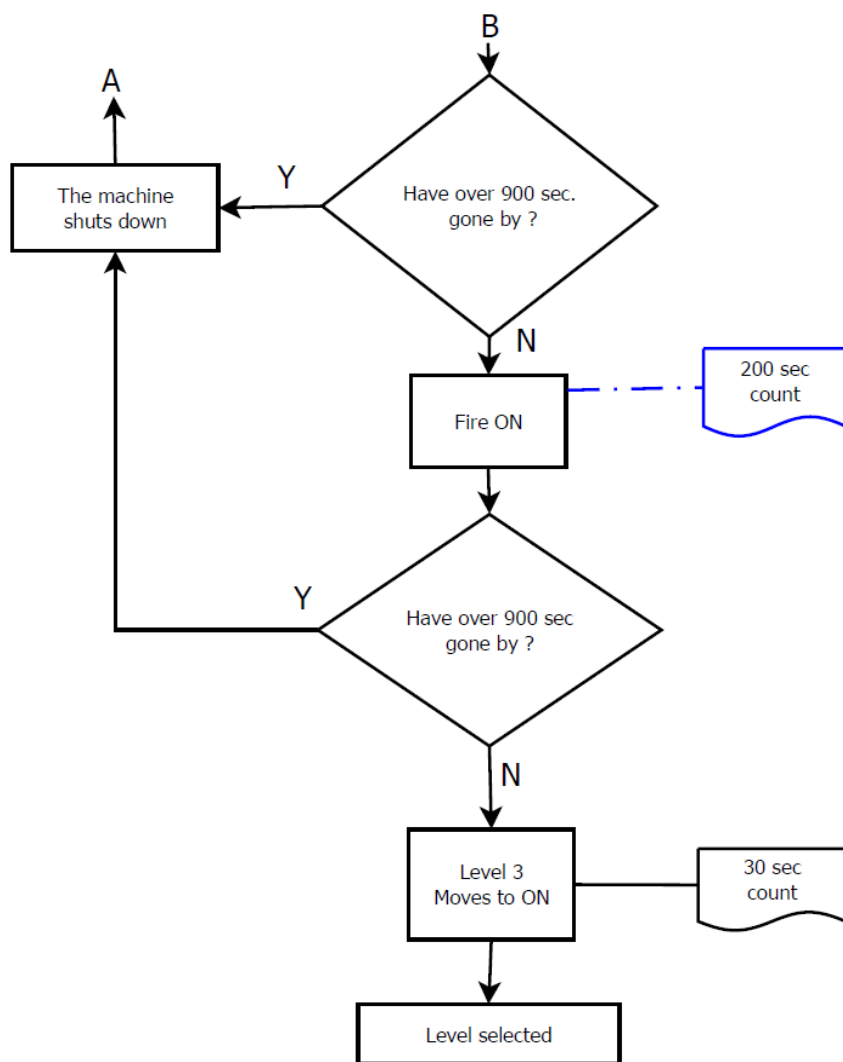 B
A
Y
Have over 900 sec.
gone by ?
The machine
shuts down
N
200 sec
count
Fire ON
Y
Have over 900 sec
gone by ?
N
Level 3
Moves to ON
30 sec
count
Level selected